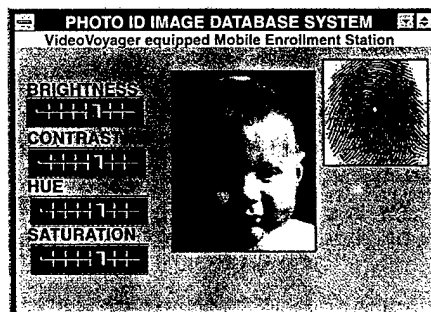 PHOTO ID IMAGE DATABASE SYSTEM
VideoVoyager equipped Mobile Enrollment Station
BRIGHTNESS
CONTRAST
HUE
SATURATION